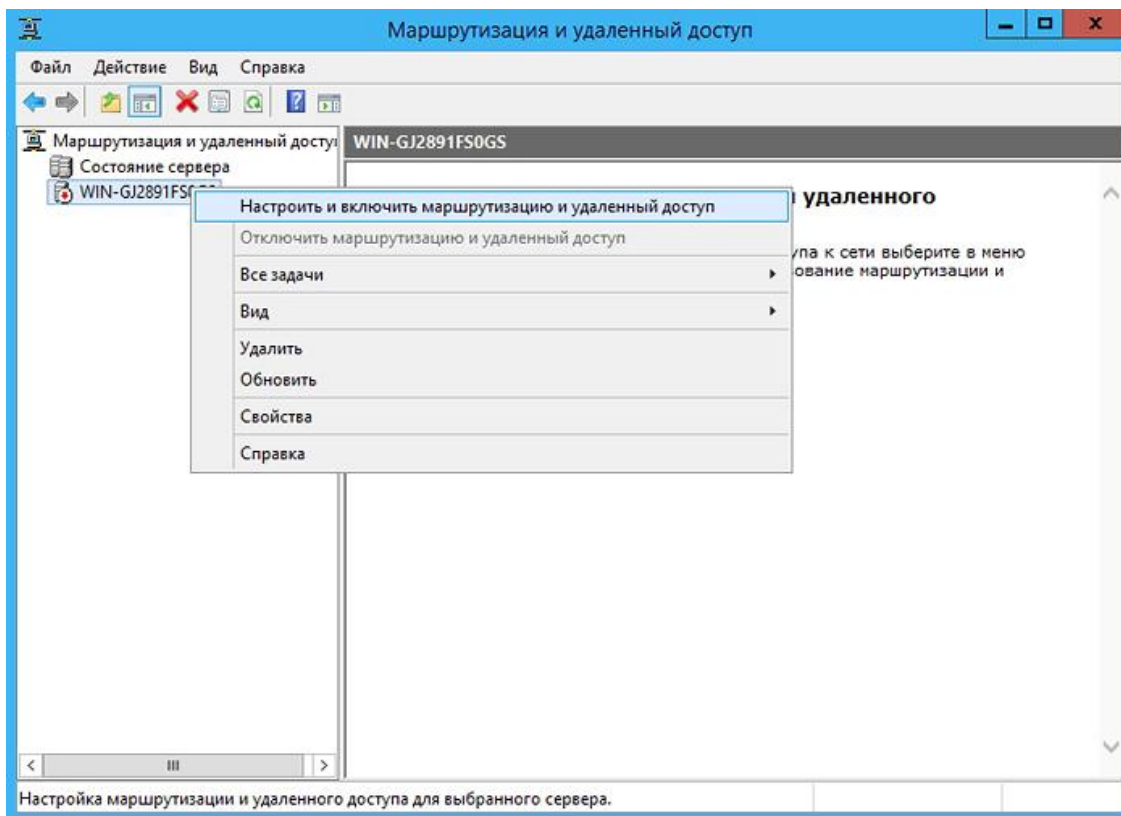 Маршрутизация и удаленный доступ
Файл Действие Вид Справка
Маршрутизация и удаленный досту
WIN-GJ2891FS0GS
Состояние сервера
WIN-GJ2891FS0GS
Настроить и включить маршрутизацию и удаленный доступ
удаленного
Отключить маршрутизацию и удаленный доступ
упа к сети выберите в меню
Все задачи
ование маршрутизации и
Вид
Удалить
Обновить
Свойства
Справка
Настройка маршрутизации и удаленного доступа для выбранного сервера.